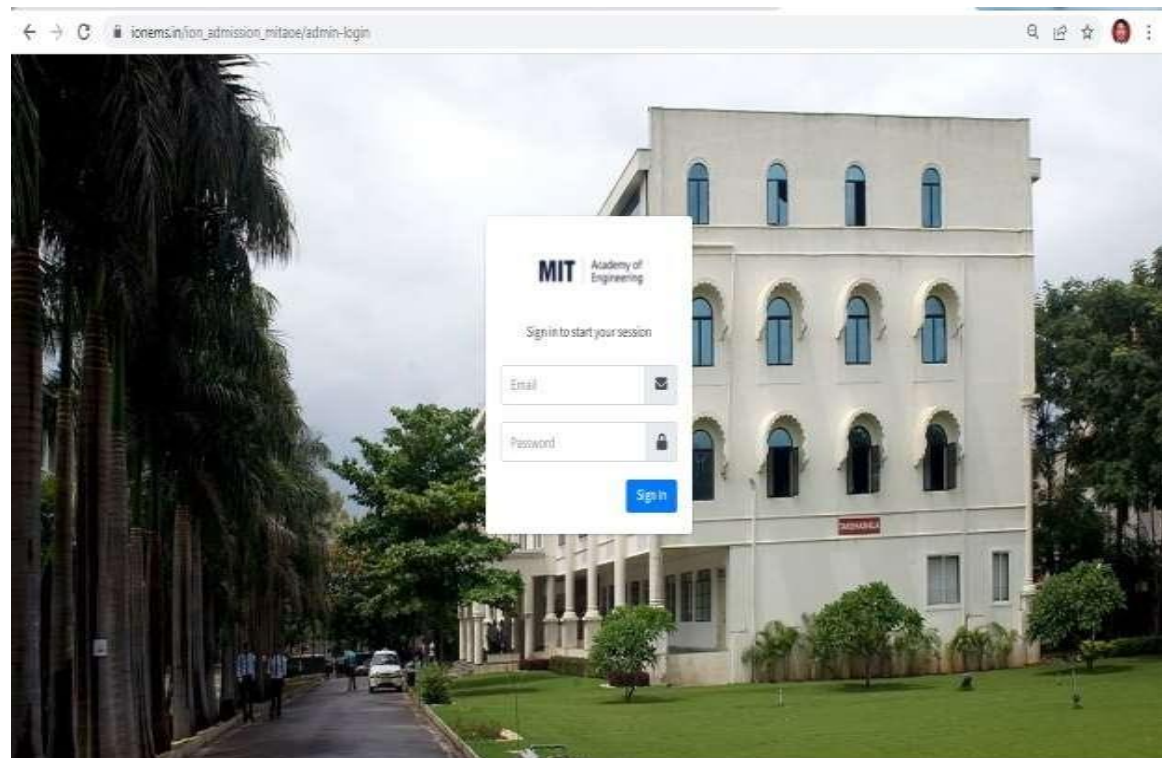 ionems.in/ion_admission_mitaoe/admin-login
MIT Academy of
Engineering
Sign in to start your session
Email
Password
Sign In
TAKSHASHILA